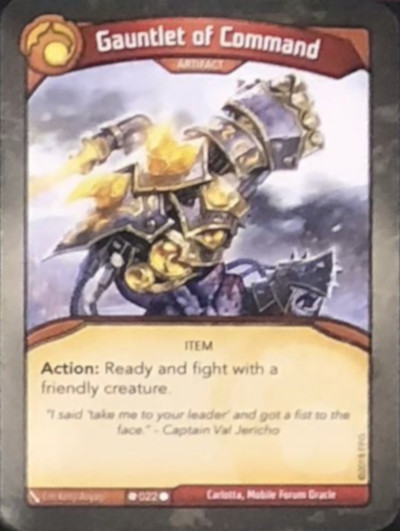 Gauntlet of Command
ARTIFACT
ITEM
Action: Ready and fight with a
friendly creature.
"I said 'take me to your leader' and got a fist to the
face." - Captain Val Jericho
022
Carlotta, Mobile Forum Gracie